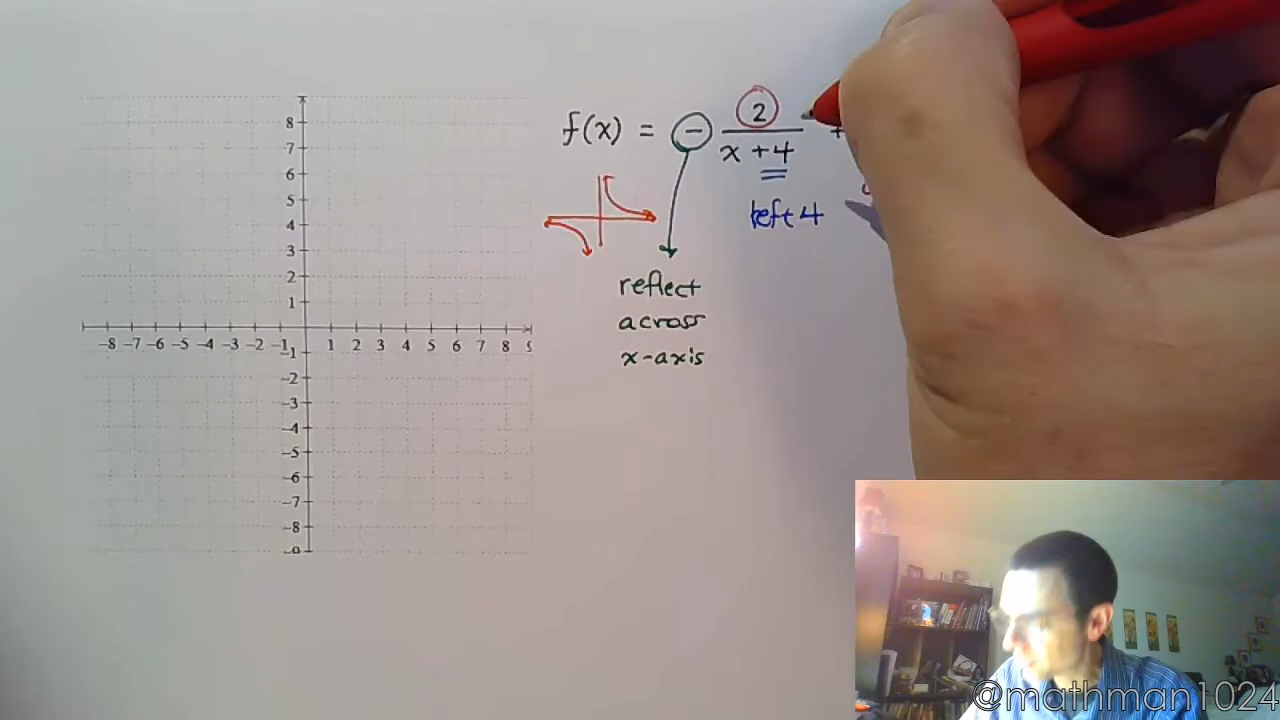 f(x) = - 2/(x + 4) +
reflect
across
x-axis
left 4
8
7
6
5
4
3
2
1
-8 -7 -6 -5 -4 -3 -2 -1 1 2 3 4 5 6 7 8
-1
-2
-3
-4
-5
-6
-7
-8
@mathman1024